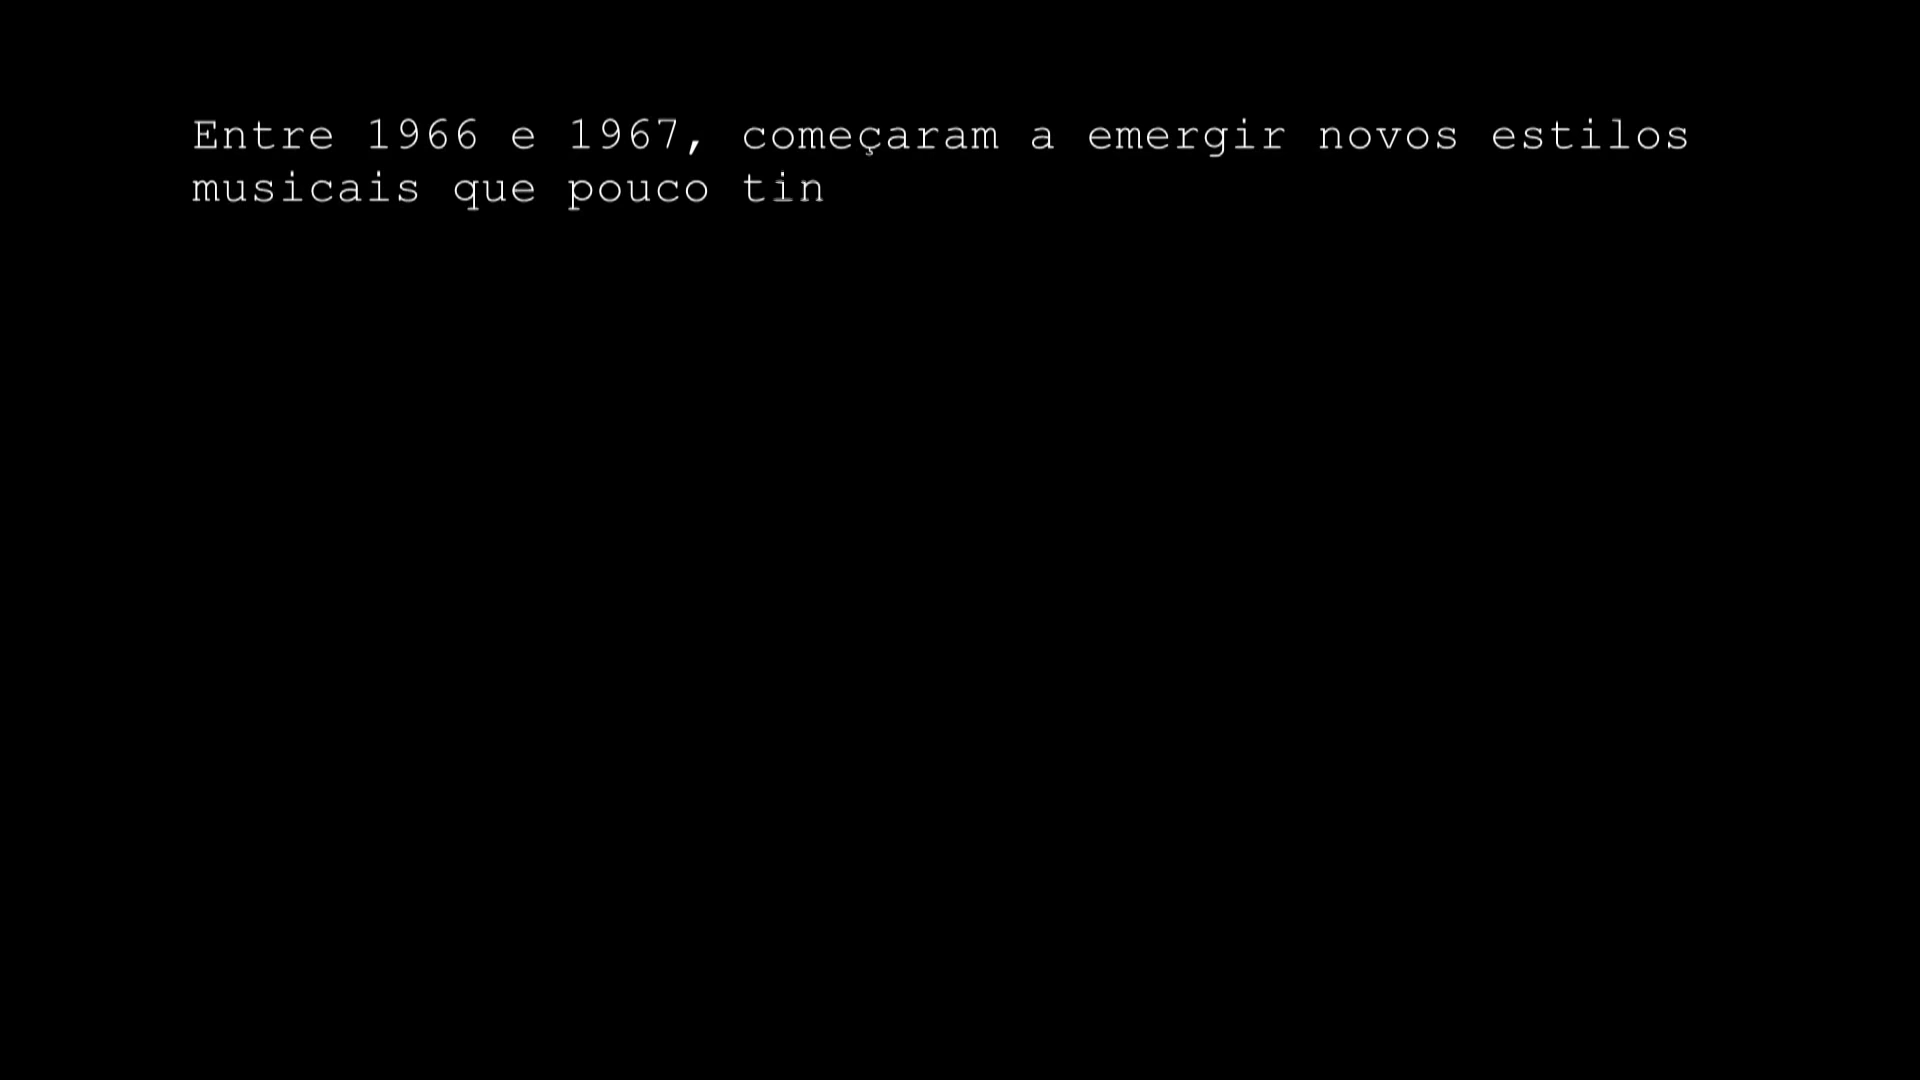 Entre 1966 e 1967, começaram a emergir novos estilos
musicais que pouco tin